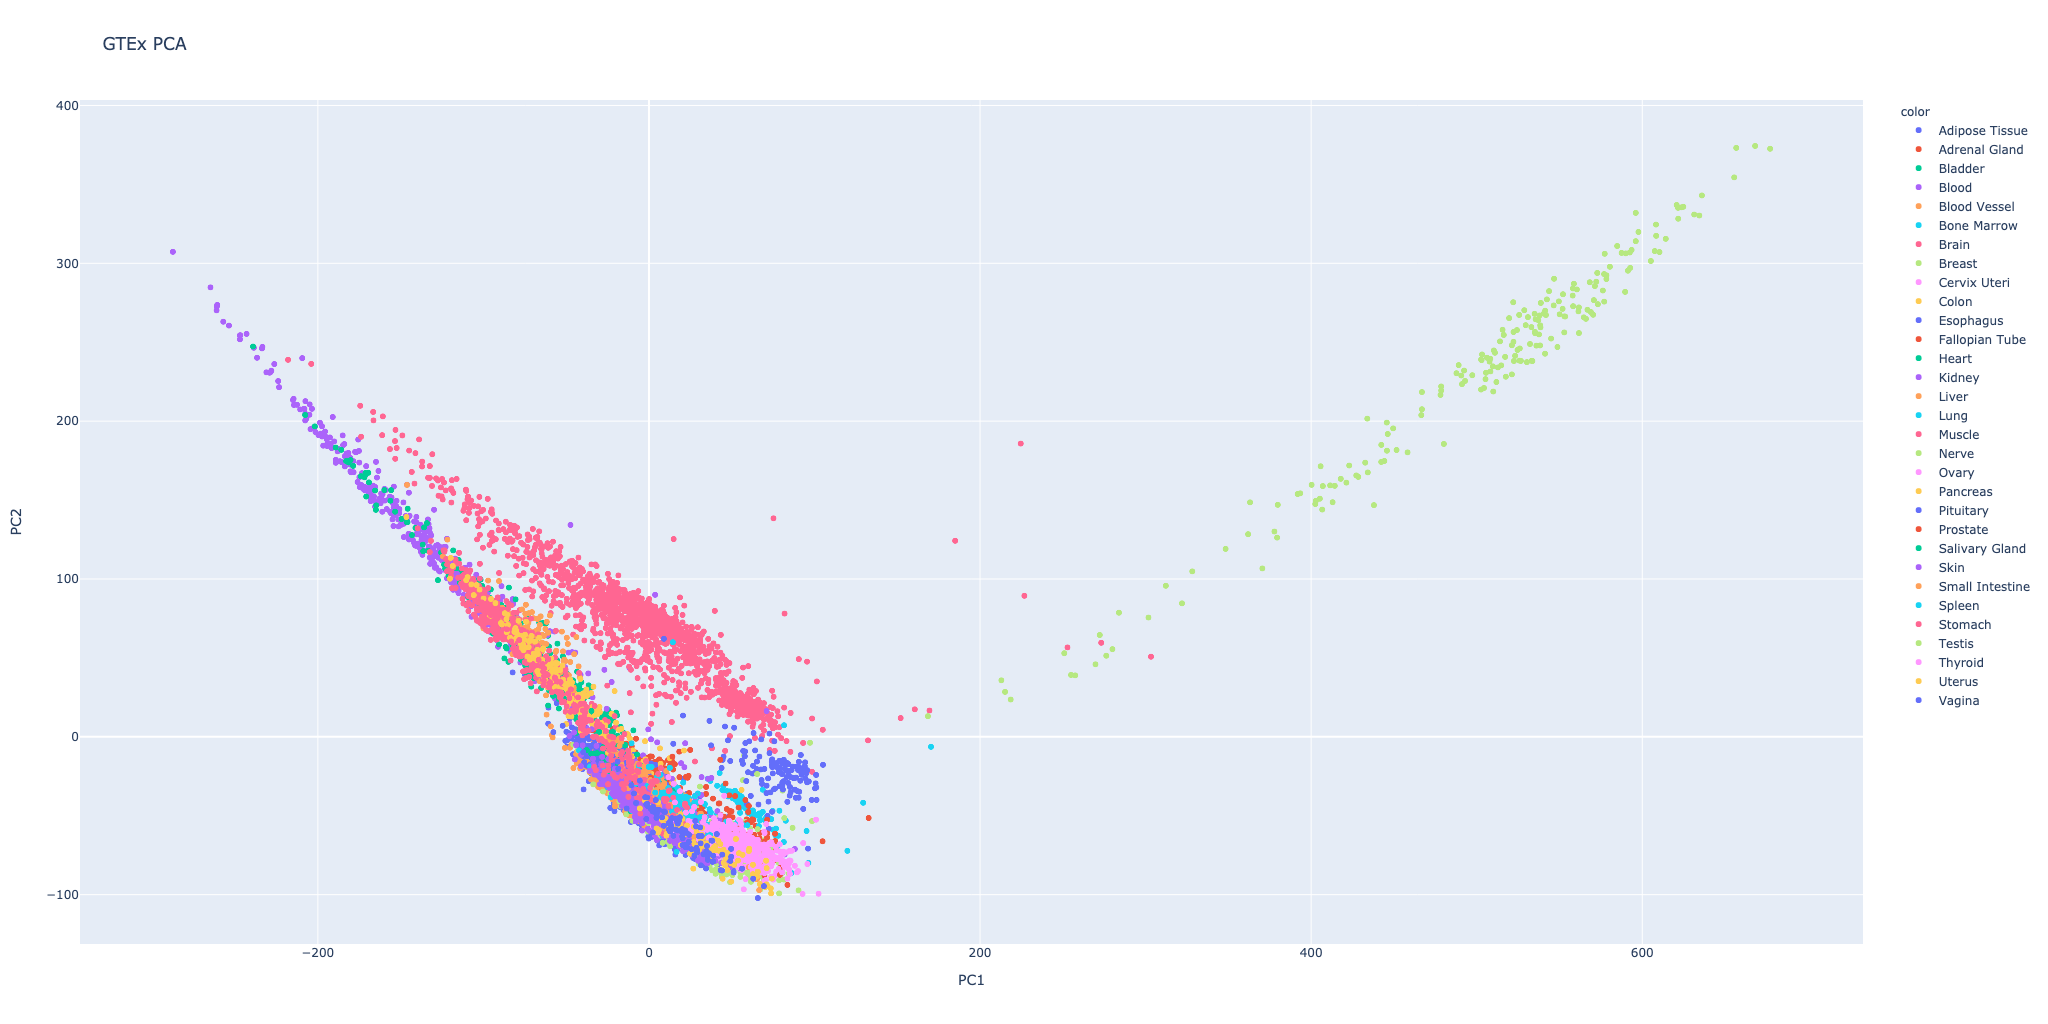 GTEx PCA
400
300
200
100
0
−100
PC2
−200
0
200
400
600
PC1
color
Adipose Tissue
Adrenal Gland
Bladder
Blood
Blood Vessel
Bone Marrow
Brain
Breast
Cervix Uteri
Colon
Esophagus
Fallopian Tube
Heart
Kidney
Liver
Lung
Muscle
Nerve
Ovary
Pancreas
Pituitary
Prostate
Salivary Gland
Skin
Small Intestine
Spleen
Stomach
Testis
Thyroid
Uterus
Vagina